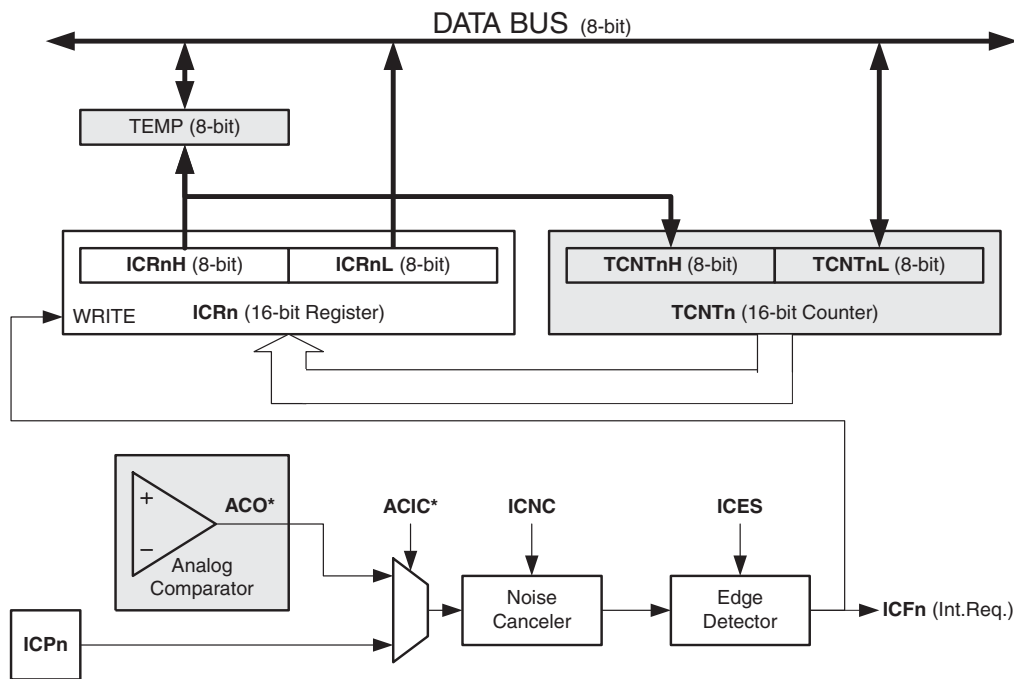 DATA BUS (8-bit)
TEMP (8-bit)
ICRnH (8-bit) ICRnL (8-bit) TCNTnH (8-bit) TCNTnL (8-bit)
WRITE ICRn (16-bit Register) TCNTn (16-bit Counter)
+
ACO* ACIC* ICNC ICES
−
Analog
Comparator
Noise
Canceler
Edge
Detector
ICFn (Int.Req.)
ICPn